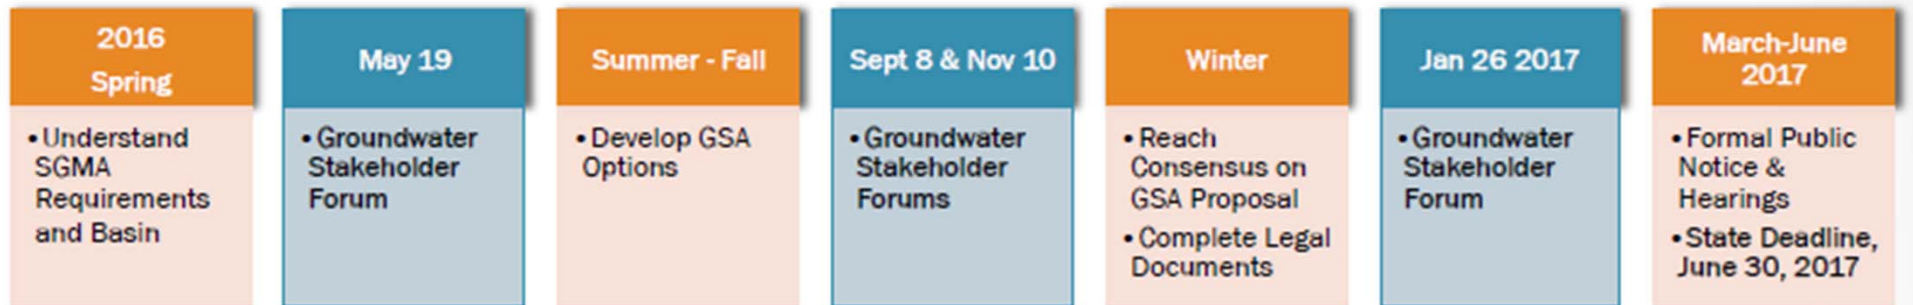 2016
Spring
• Understand
SGMA
Requirements
and Basin
May 19
• Groundwater
Stakeholder
Forum
Summer - Fall
• Develop GSA
Options
Sept 8 & Nov 10
• Groundwater
Stakeholder
Forums
Winter
• Reach
Consensus on
GSA Proposal
• Complete Legal
Documents
Jan 26 2017
• Groundwater
Stakeholder
Forum
March-June
2017
• Formal Public
Notice &
Hearings
• State Deadline,
June 30, 2017